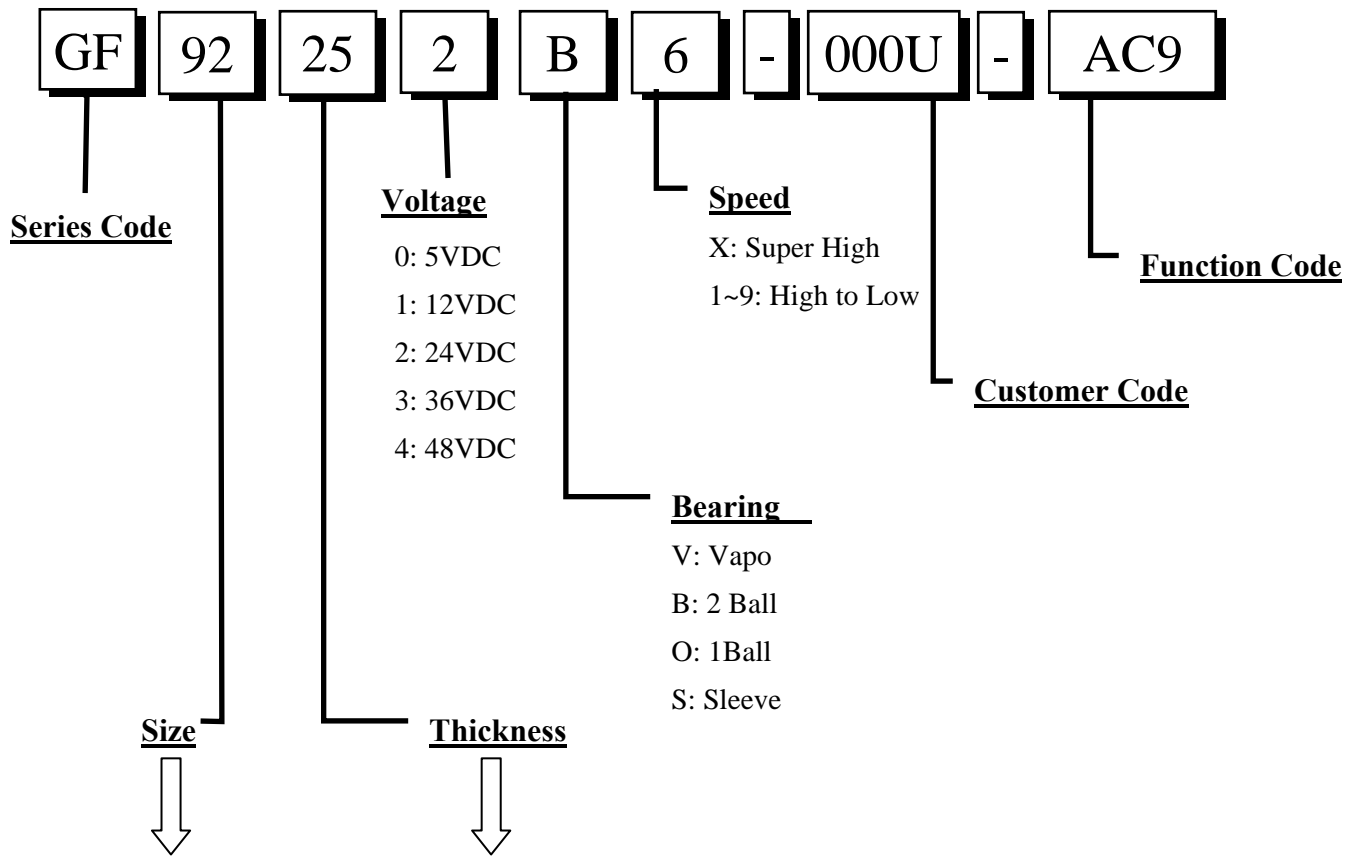 GF 92 25 2 B 6 - 000U - AC9
Series Code
Voltage
0: 5VDC
1: 12VDC
2: 24VDC
3: 36VDC
4: 48VDC
Speed
X: Super High
1~9: High to Low
Function Code
Customer Code
Bearing
V: Vapo
B: 2 Ball
O: 1Ball
S: Sleeve
Size
Thickness